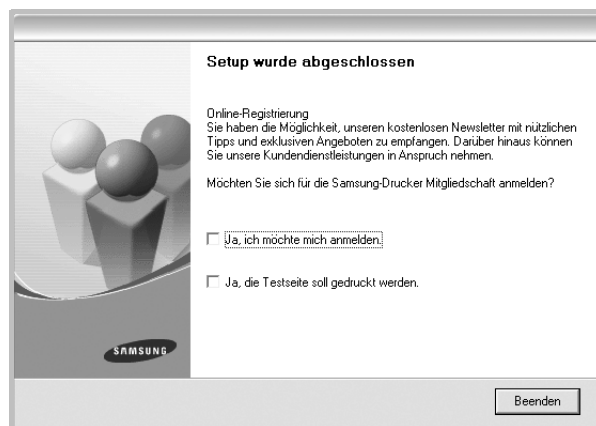 Setup wurde abgeschlossen
Online-Registrierung
Sie haben die Möglichkeit, unseren kostenlosen Newsletter mit nützlichen
Tipps und exklusiven Angeboten zu empfangen. Darüber hinaus können
Sie unsere Kundendienstleistungen in Anspruch nehmen.
Möchten Sie sich für die Samsung-Drucker Mitgliedschaft anmelden?
Ja, ich möchte mich anmelden.
Ja, die Testseite soll gedruckt werden.
SAMSUNG
Beenden